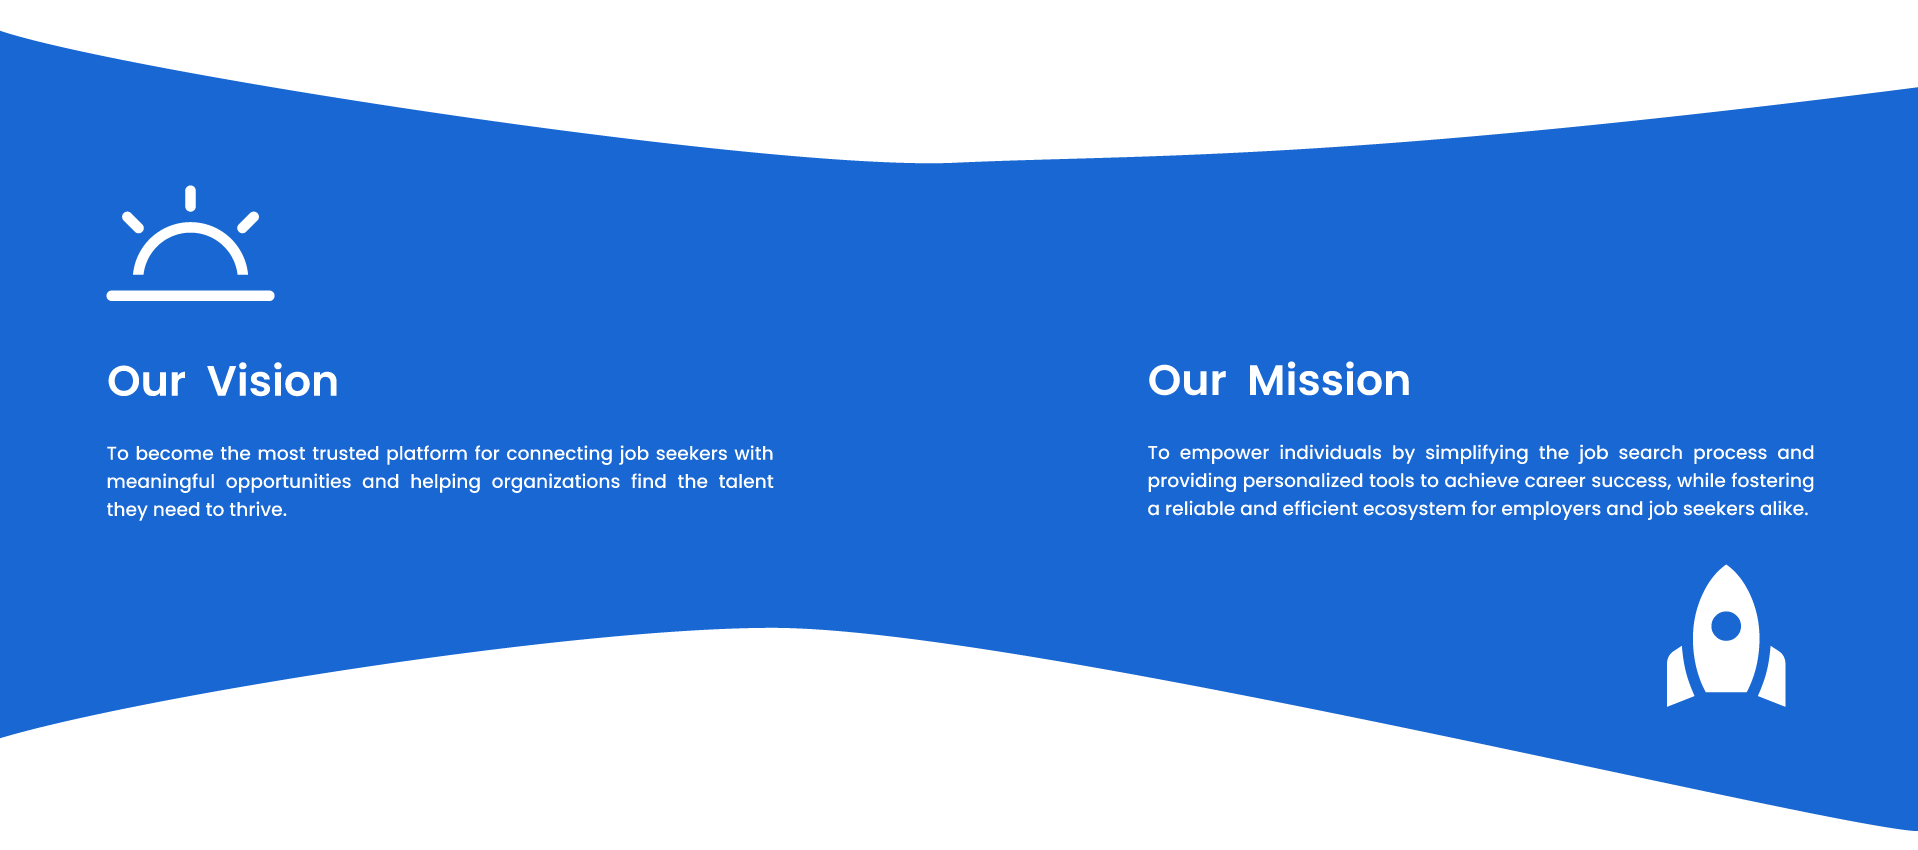 Our Vision
To become the most trusted platform for connecting job seekers with
meaningful opportunities and helping organizations find the talent
they need to thrive.
Our Mission
To empower individuals by simplifying the job search process and
providing personalized tools to achieve career success, while fostering
a reliable and efficient ecosystem for employers and job seekers alike.